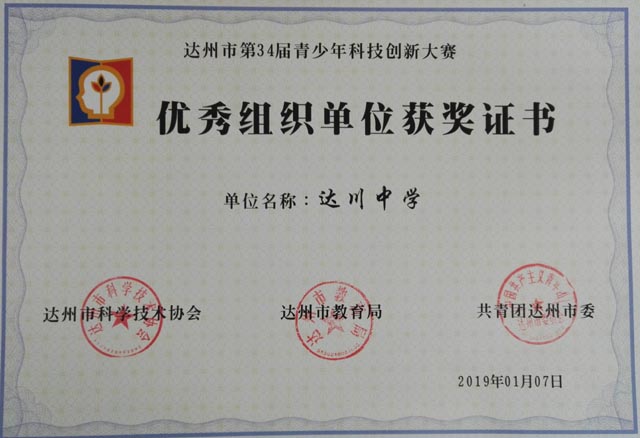 达州市第34届青少年科技创新大赛
优秀组织单位获奖证书
单位名称：达川中学
达州市科学技术协会
达州市教育局
共青团达州市委
2019年01月07日